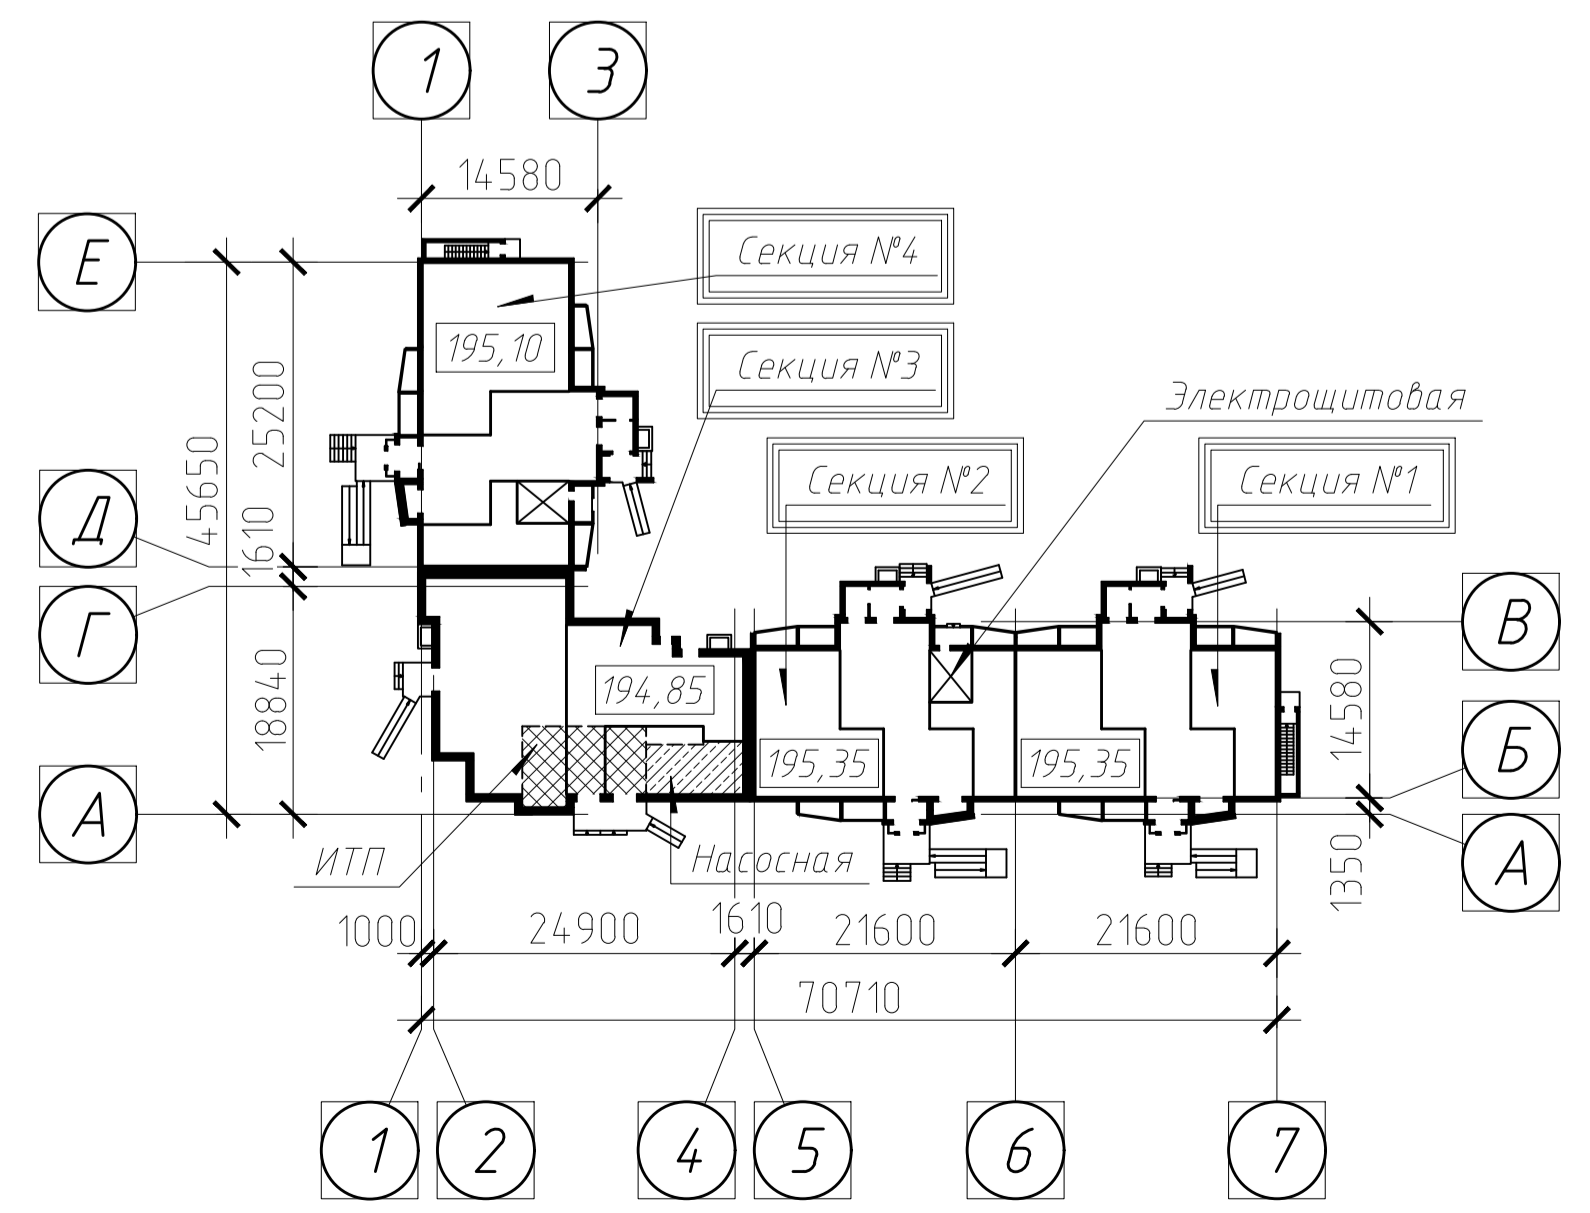 1 3
14580
Е
Секция №4
195,10
Секция №3
Электрощитовая
25200
45650
Секция №2
Секция №1
Д
1610
Г
В
194,85
18840
14580
Б
195,35
195,35
А
А
ИТП
Насосная
1350
1000
24900
1610
21600
21600
70710
1 2 4 5 6 7